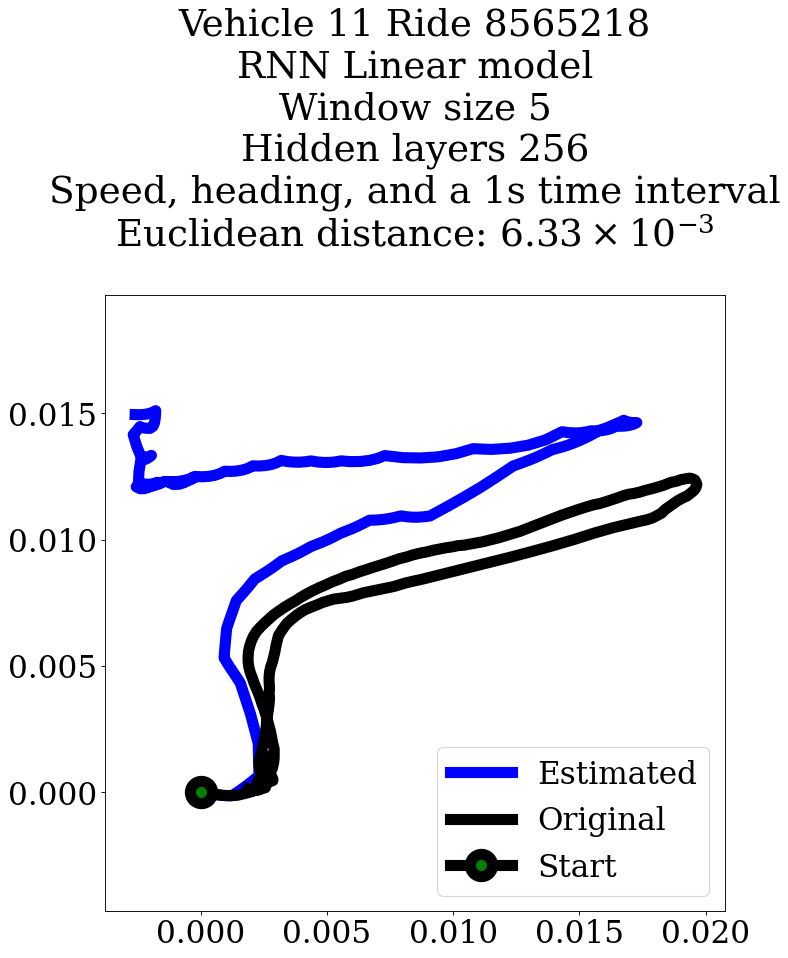 Vehicle 11 Ride 8565218
RNN Linear model
Window size 5
Hidden layers 256
Speed, heading, and a 1s time interval
Euclidean distance: 6.33 × 10⁻³
0.015
0.010
0.005
0.000
Estimated
Original
Start
0.000 0.005 0.010 0.015 0.020